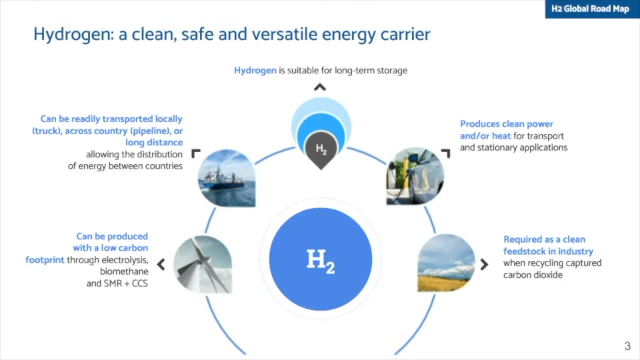 H2 Global Road Map
Hydrogen: a clean, safe and versatile energy carrier
Hydrogen is suitable for long-term storage
Can be readily transported locally
(truck), across country (pipeline), or
long distance
allowing the distribution
of energy between countries
H₂
Produces clean power
and/or heat for transport
and stationary applications
Can be produced
with a low carbon
footprint through electrolysis,
biomethane
and SMR + CCS
H₂
Required as a clean
feedstock in industry
when recycling captured
carbon dioxide
3